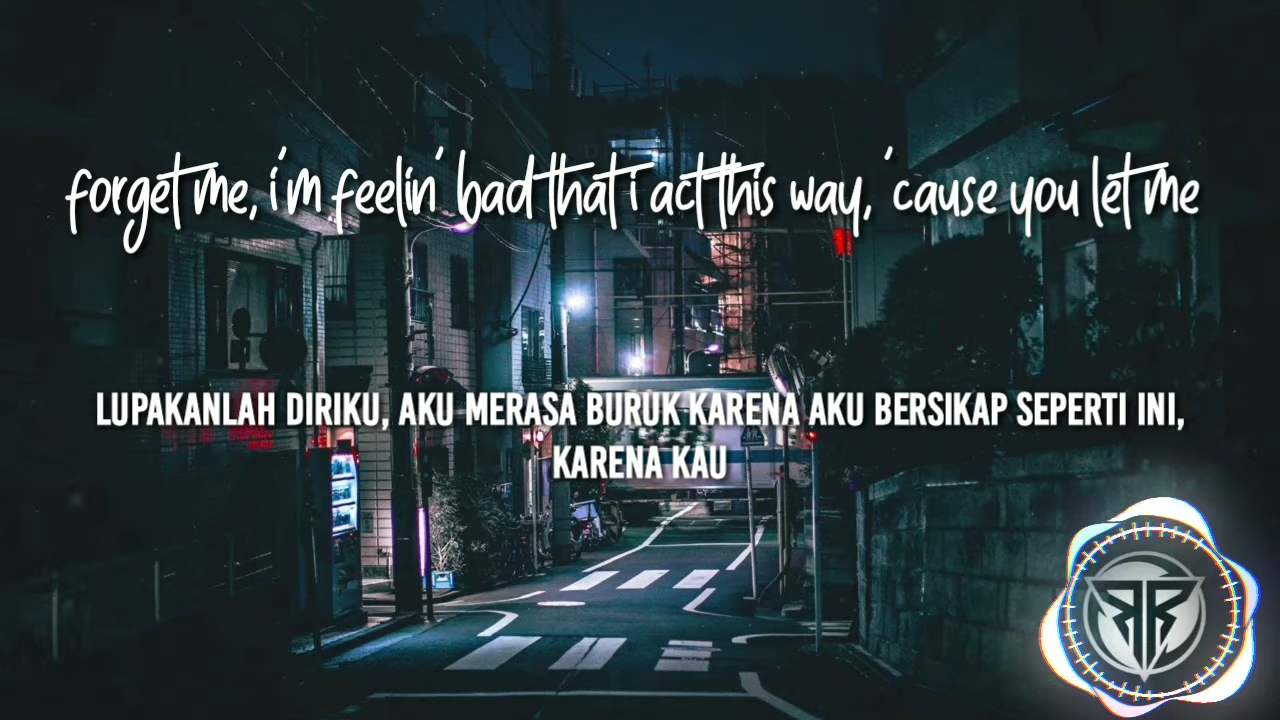 forget me, i'm feelin' bad that i act this way, 'cause you let me
LUPAKANLAH DIRIKU, AKU MERASA BURUK KARENA AKU BERSIKAP SEPERTI INI,
KARENA KAU